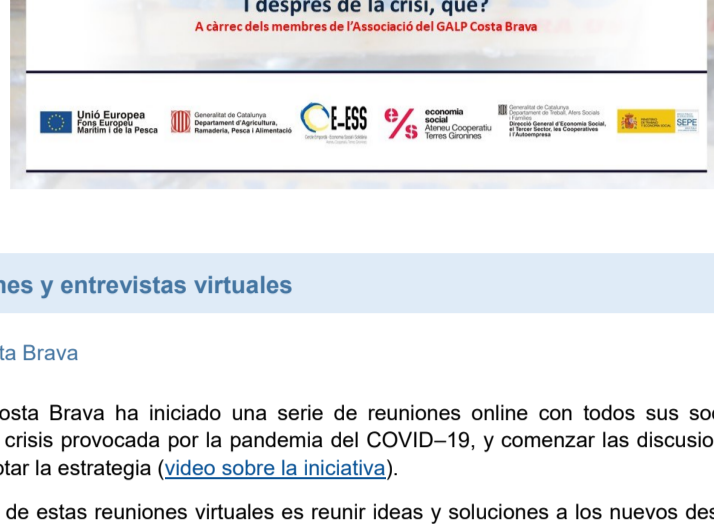 I després de la crisi, què?
A càrrec dels membres de l'Associació del GALP Costa Brava
Unió Europea
Fons Europeu
Marítim i de la Pesca
Generalitat de Catalunya
Departament d'Agricultura,
Ramaderia, Pesca i Alimentació
E-ESS
economia
social
Ateneu Cooperatiu
Terres Gironines
Generalitat de Catalunya
Departament de Treball, Afers Socials
i Famílies
Direcció General d'Economia Social,
el Tercer Sector, les Cooperatives
i l'Autoempresa
SEPE
nes y entrevistas virtuales
ta Brava
osta Brava ha iniciado una serie de reuniones online con todos sus so
crisis provocada por la pandemia del COVID–19, y comenzar las discusio
ptar la estrategia (video sobre la iniciativa).
de estas reuniones virtuales es reunir ideas y soluciones a los nuevos des